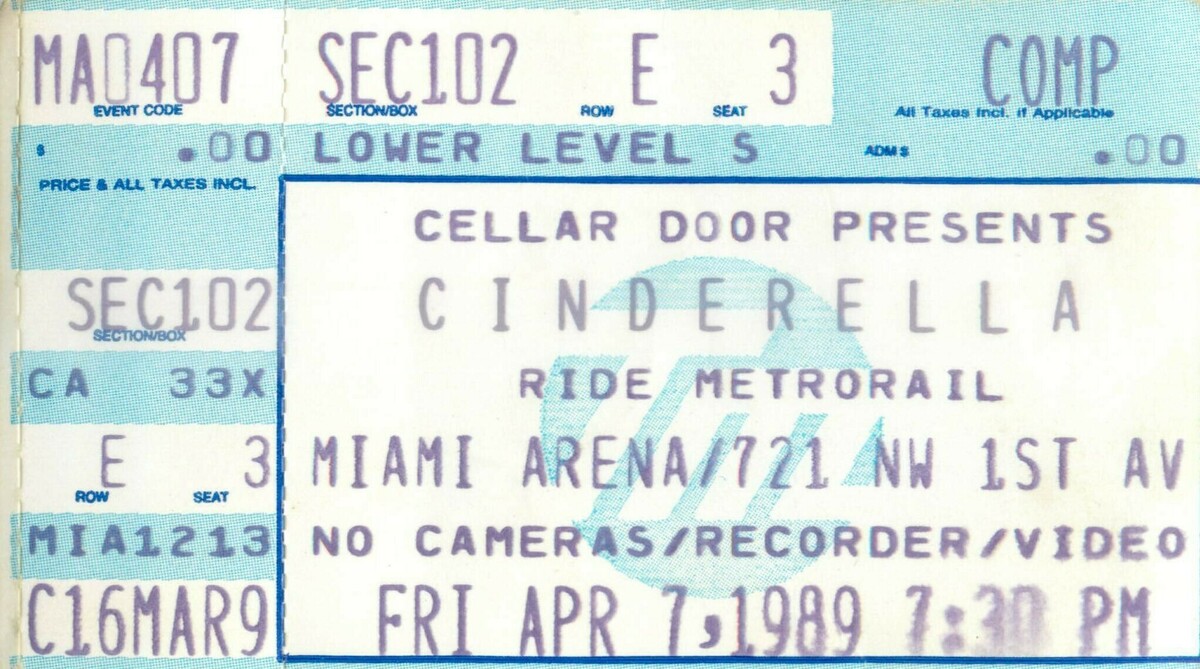 MA0407 SEC102 E 3 COMP
EVENT CODE SECTION/BOX ROW SEAT All Taxes Incl. if Applicable
$ .00 LOWER LEVEL S ADM $ .00
PRICE & ALL TAXES INCL.
CELLAR DOOR PRESENTS
SEC102 CINDERELLA
SECTION/BOX
CA 33X RIDE METRORAIL
E 3 MIAMI ARENA/721 NW 1ST AV
ROW SEAT
MIA1213 NO CAMERAS/RECORDER/VIDEO
C16MAR9 FRI APR 7,1989 7:30 PM